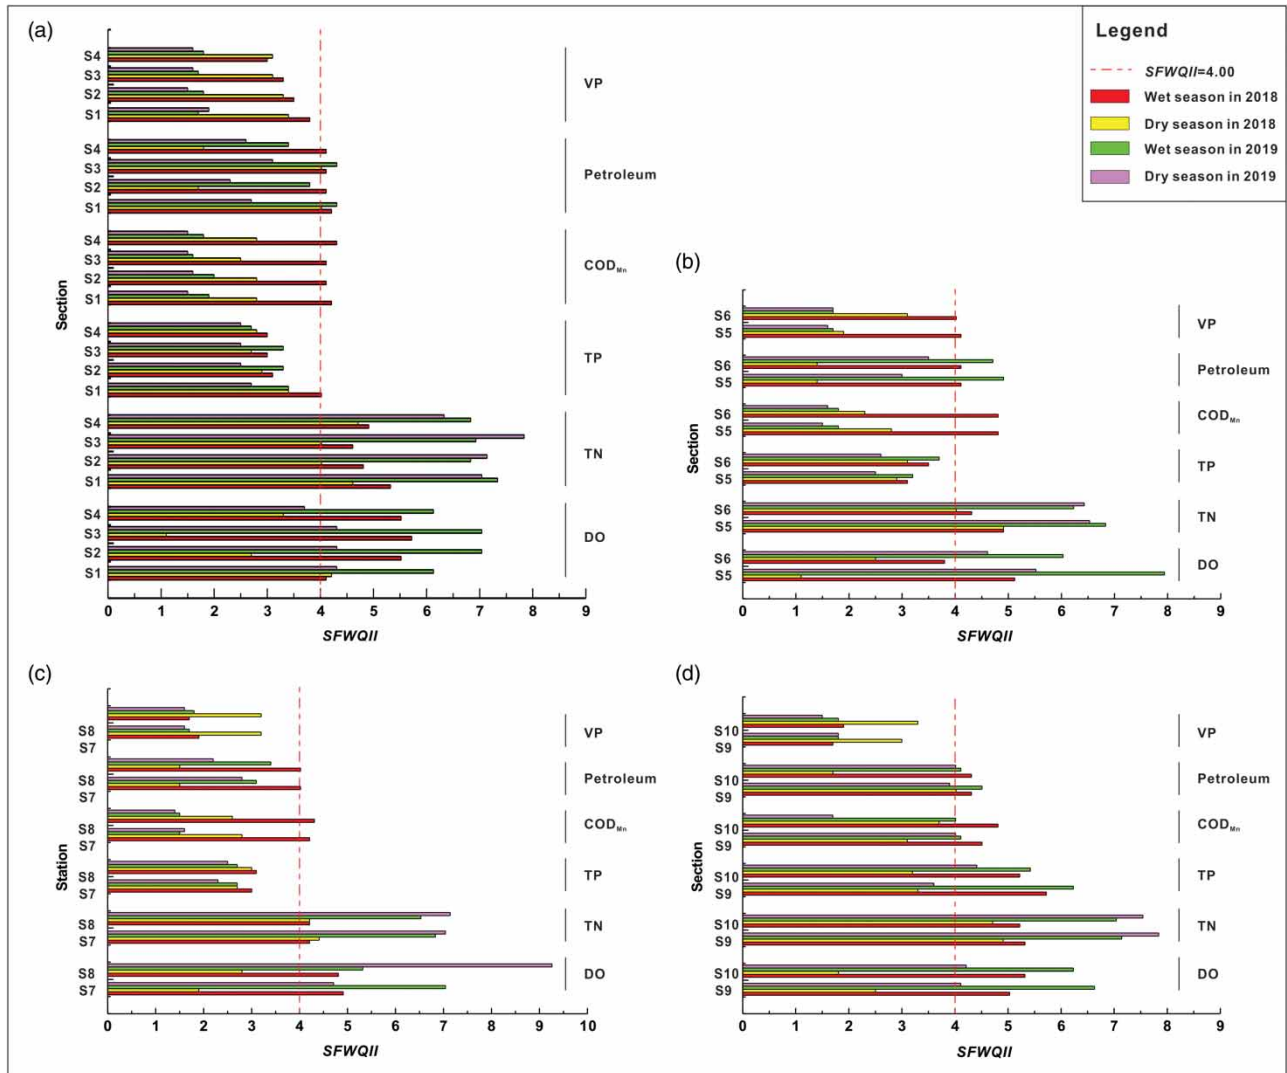 (a)
S4
S3
S2
S1
VP
S4
S3
S2
S1
Petroleum
S4
S3
S2
S1
COD Mn
S4
S3
S2
S1
TP
S4
S3
S2
S1
TN
S4
S3
S2
S1
DO
Section
0 1 2 3 4 5 6 7 8 9
SFWQII
Legend
SFWQII=4.00
Wet season in 2018
Dry season in 2018
Wet season in 2019
Dry season in 2019
(b)
S6
S5
VP
S6
S5
Petroleum
S6
S5
COD Mn
S6
S5
TP
S6
S5
TN
S6
S5
DO
Section
0 1 2 3 4 5 6 7 8 9
SFWQII
(c)
S8
S7
VP
S8
S7
Petroleum
S8
S7
COD Mn
S8
S7
TP
S8
S7
TN
S8
S7
DO
Station
0 1 2 3 4 5 6 7 8 9 10
SFWQII
(d)
S10
S9
VP
S10
S9
Petroleum
S10
S9
COD Mn
S10
S9
TP
S10
S9
TN
S10
S9
DO
Section
0 1 2 3 4 5 6 7 8 9
SFWQII